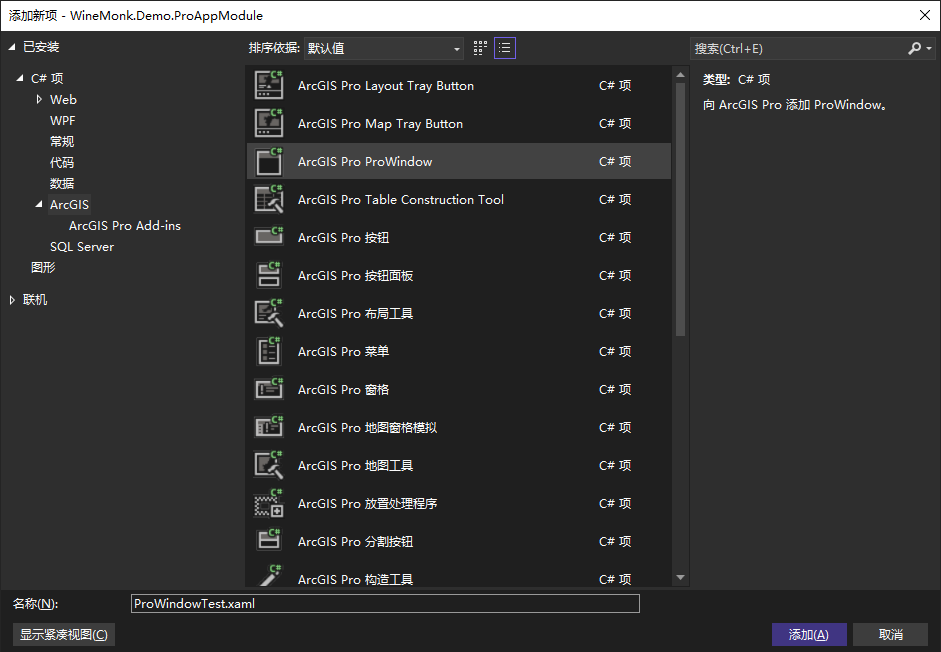 添加新项 - WineMonk.Demo.ProAppModule
已安装
C# 项
Web
WPF
常规
代码
数据
ArcGIS
ArcGIS Pro Add-ins
SQL Server
图形
联机
排序依据: 默认值
ArcGIS Pro Layout Tray Button C# 项
ArcGIS Pro Map Tray Button C# 项
ArcGIS Pro ProWindow C# 项
ArcGIS Pro Table Construction Tool C# 项
ArcGIS Pro 按钮 C# 项
ArcGIS Pro 按钮面板 C# 项
ArcGIS Pro 布局工具 C# 项
ArcGIS Pro 菜单 C# 项
ArcGIS Pro 窗格 C# 项
ArcGIS Pro 地图窗格模拟 C# 项
ArcGIS Pro 地图工具 C# 项
ArcGIS Pro 放置处理程序 C# 项
ArcGIS Pro 分割按钮 C# 项
ArcGIS Pro 构造工具 C# 项
搜索(Ctrl+E)
类型: C# 项
向 ArcGIS Pro 添加 ProWindow。
名称(N): ProWindowTest.xaml
显示紧凑视图(C) 添加(A) 取消